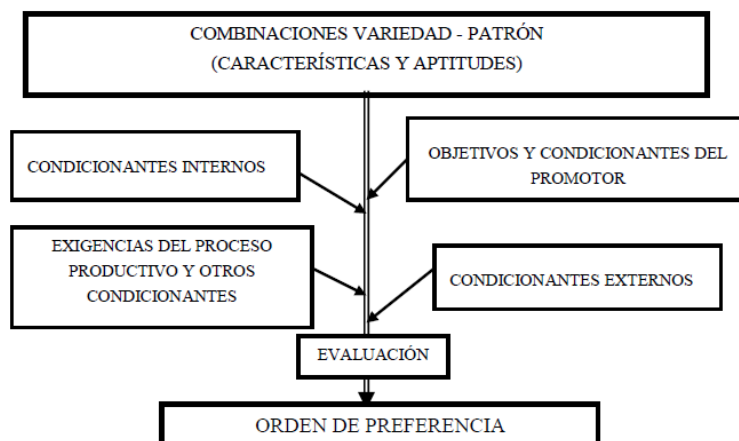 COMBINACIONES VARIEDAD - PATRÓN
(CARACTERÍSTICAS Y APTITUDES)
CONDICIONANTES INTERNOS
OBJETIVOS Y CONDICIONANTES DEL
PROMOTOR
EXIGENCIAS DEL PROCESO
PRODUCTIVO Y OTROS
CONDICIONANTES
CONDICIONANTES EXTERNOS
EVALUACIÓN
ORDEN DE PREFERENCIA